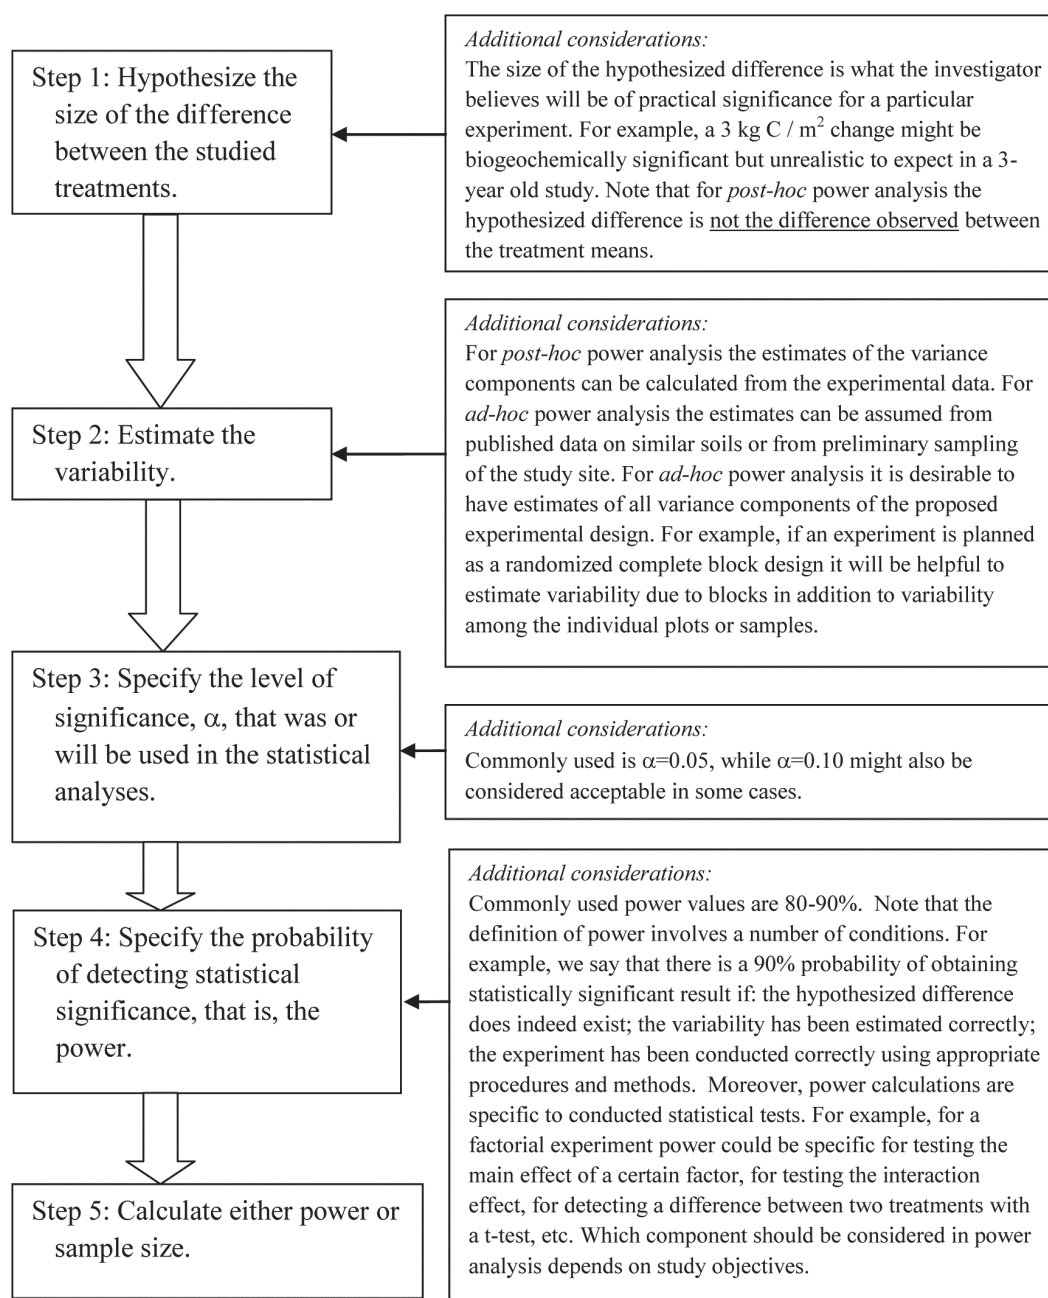 Step 1: Hypothesize the
size of the difference
between the studied
treatments.
Additional considerations:
The size of the hypothesized difference is what the investigator
believes will be of practical significance for a particular
experiment. For example, a 3 kg C / m² change might be
biogeochemically significant but unrealistic to expect in a 3-
year old study. Note that for post-hoc power analysis the
hypothesized difference is not the difference observed between
the treatment means.
Step 2: Estimate the
variability.
Additional considerations:
For post-hoc power analysis the estimates of the variance
components can be calculated from the experimental data. For
ad-hoc power analysis the estimates can be assumed from
published data on similar soils or from preliminary sampling
of the study site. For ad-hoc power analysis it is desirable to
have estimates of all variance components of the proposed
experimental design. For example, if an experiment is planned
as a randomized complete block design it will be helpful to
estimate variability due to blocks in addition to variability
among the individual plots or samples.
Step 3: Specify the level of
significance, α, that was or
will be used in the statistical
analyses.
Additional considerations:
Commonly used is α=0.05, while α=0.10 might also be
considered acceptable in some cases.
Step 4: Specify the probability
of detecting statistical
significance, that is, the
power.
Additional considerations:
Commonly used power values are 80-90%.  Note that the
definition of power involves a number of conditions. For
example, we say that there is a 90% probability of obtaining
statistically significant result if: the hypothesized difference
does indeed exist; the variability has been estimated correctly;
the experiment has been conducted correctly using appropriate
procedures and methods.  Moreover, power calculations are
specific to conducted statistical tests. For example, for a
factorial experiment power could be specific for testing the
main effect of a certain factor, for testing the interaction
effect, for detecting a difference between two treatments with
a t-test, etc. Which component should be considered in power
analysis depends on study objectives.
Step 5: Calculate either power or
sample size.